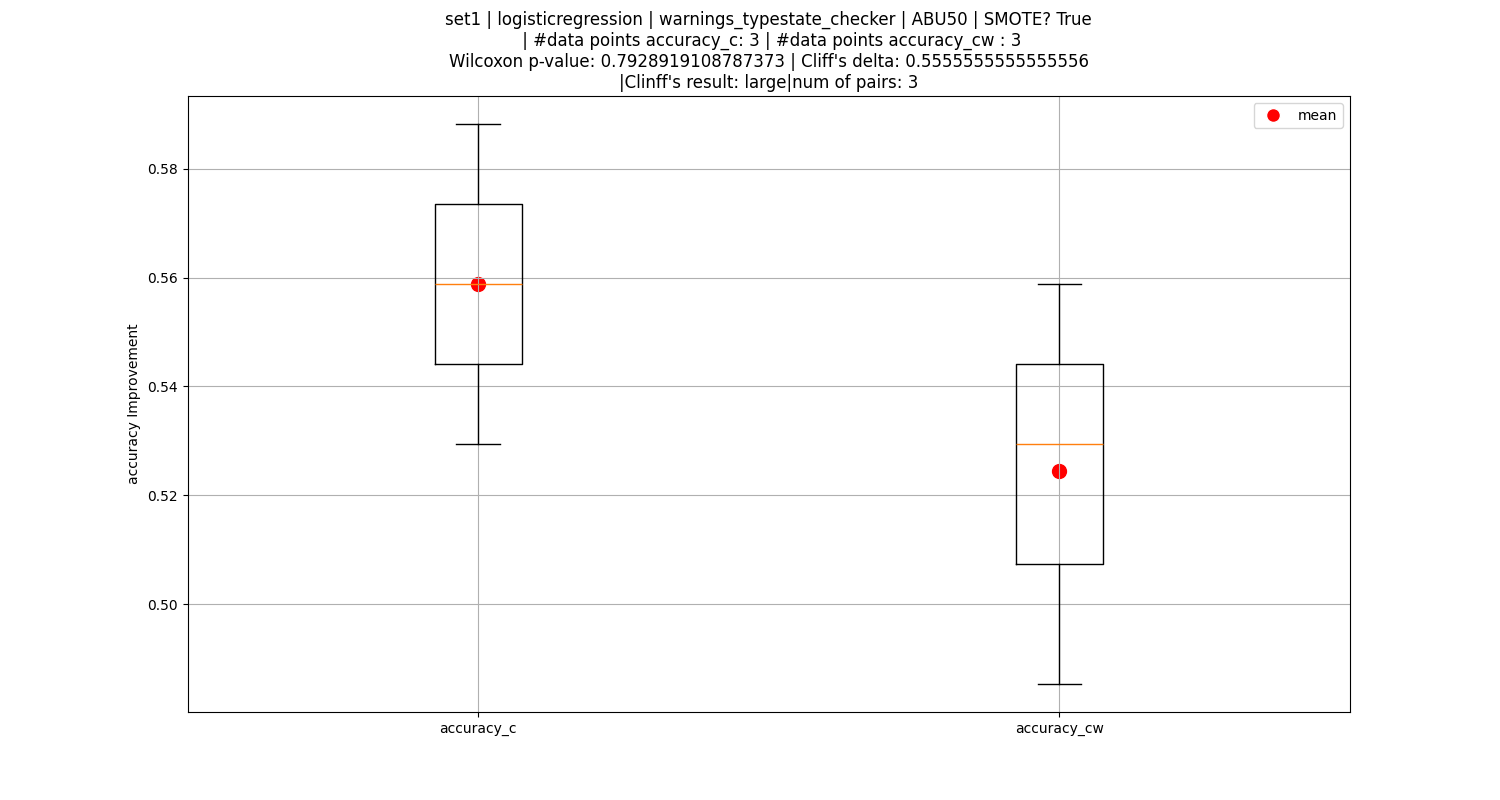 set1 | logisticregression | warnings_typestate_checker | ABU50 | SMOTE? True
| #data points accuracy_c: 3 | #data points accuracy_cw : 3
Wilcoxon p-value: 0.7928919108787373 | Cliff's delta: 0.5555555555555556
|Clinff's result: large|num of pairs: 3
mean
0.58
0.56
0.54
0.52
0.50
accuracy Improvement
accuracy_c
accuracy_cw